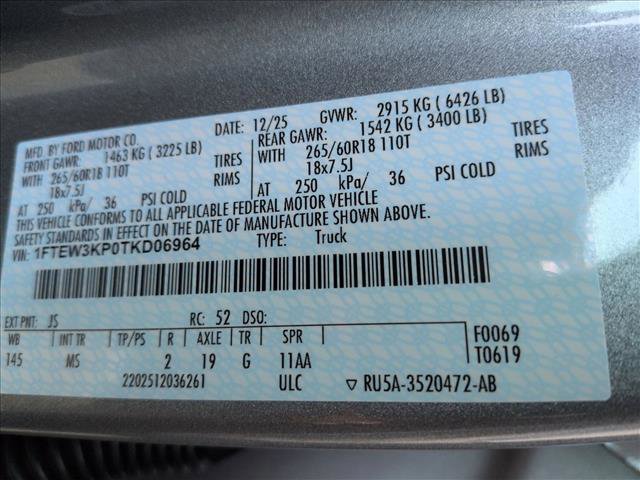 MFD. BY FORD MOTOR CO. DATE: 12/25 GVWR: 2915 KG ( 6426 LB)
FRONT GAWR: 1463 KG ( 3225 LB) REAR GAWR: 1542 KG ( 3400 LB)
WITH 265/60R18 110T TIRES WITH 265/60R18 110T TIRES
18x7.5J RIMS 18x7.5J RIMS
AT 250 kPa/ 36 PSI COLD AT 250 kPa/ 36 PSI COLD
THIS VEHICLE CONFORMS TO ALL APPLICABLE FEDERAL MOTOR VEHICLE
SAFETY STANDARDS IN EFFECT ON THE DATE OF MANUFACTURE SHOWN ABOVE.
VIN: 1FTEW3KP0TKD06964 TYPE: Truck
EXT PNT: JS RC: 52 DSO:
WB INT TR TP/PS R AXLE TR SPR F0069
145 MS 2 19 G 11AA T0619
2202512036261 ULC ▽ RU5A-3520472-AB